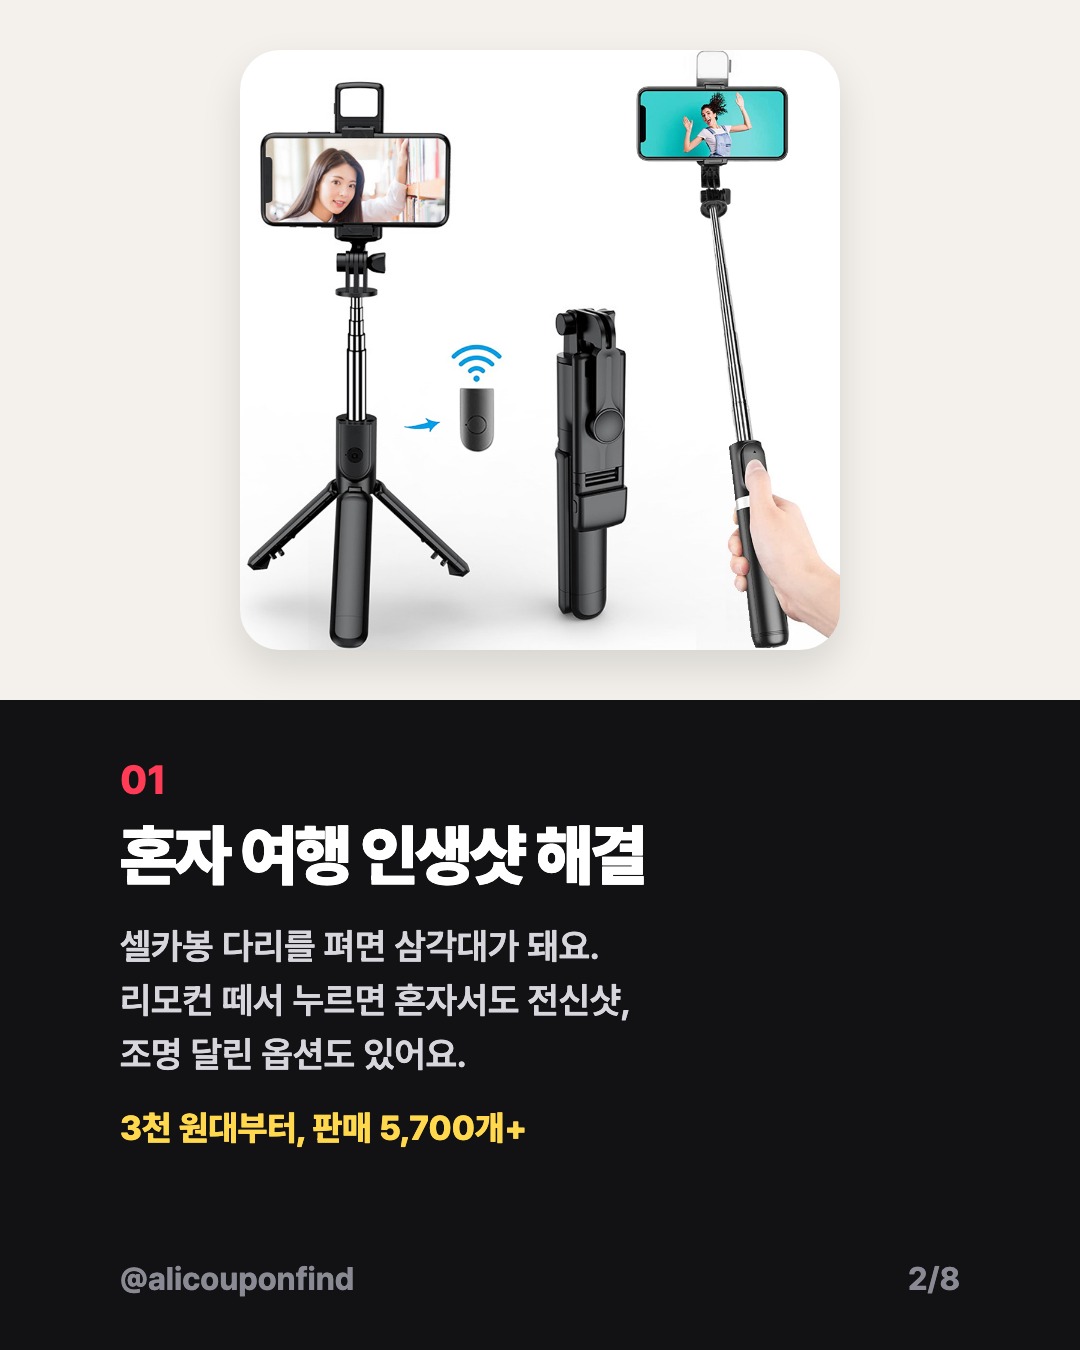 01
혼자 여행 인생샷 해결
셀카봉 다리를 펴면 삼각대가 돼요.
리모컨 떼서 누르면 혼자서도 전신샷,
조명 달린 옵션도 있어요.
3천 원대부터, 판매 5,700개+
@alicouponfind
2/8